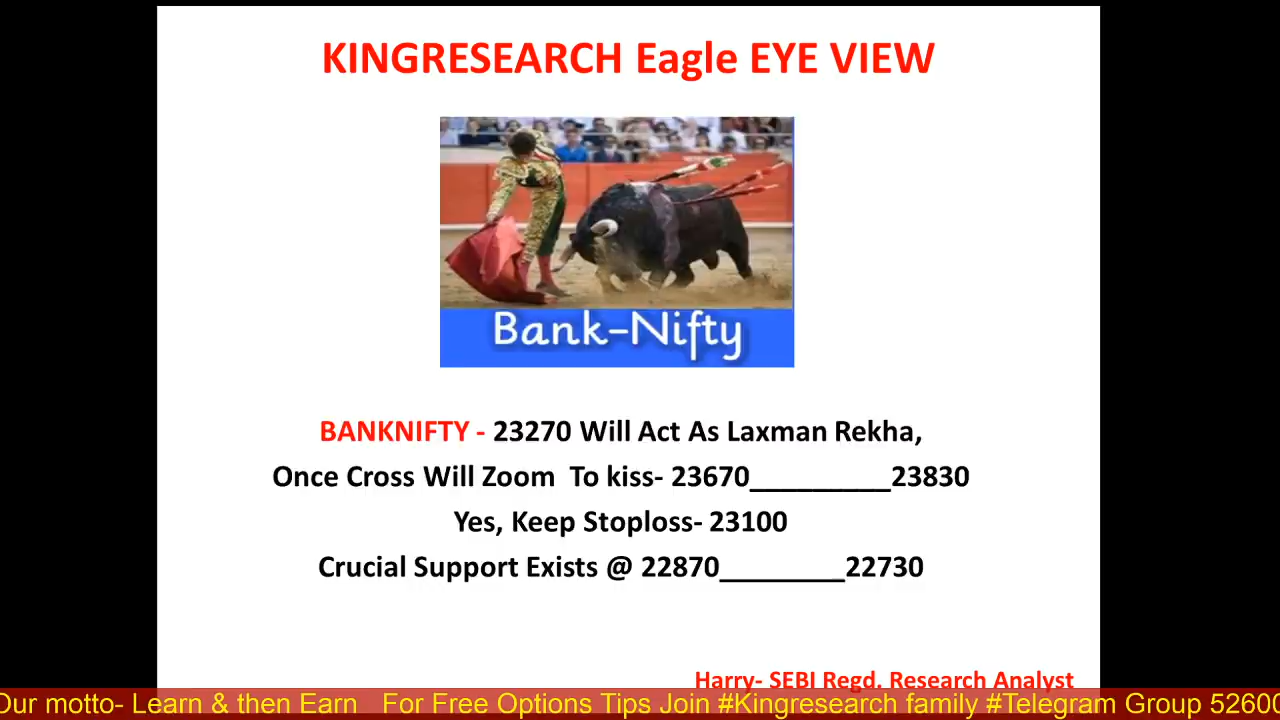 KINGRESEARCH Eagle EYE VIEW
Bank-Nifty
BANKNIFTY - 23270 Will Act As Laxman Rekha,
Once Cross Will Zoom To kiss- 23670_________23830
Yes, Keep Stoploss- 23100
Crucial Support Exists @ 22870________22730
Harry- SEBI Regd. Research Analyst
Our motto- Learn & then Earn For Free Options Tips Join #Kingresearch family #Telegram Group 52600